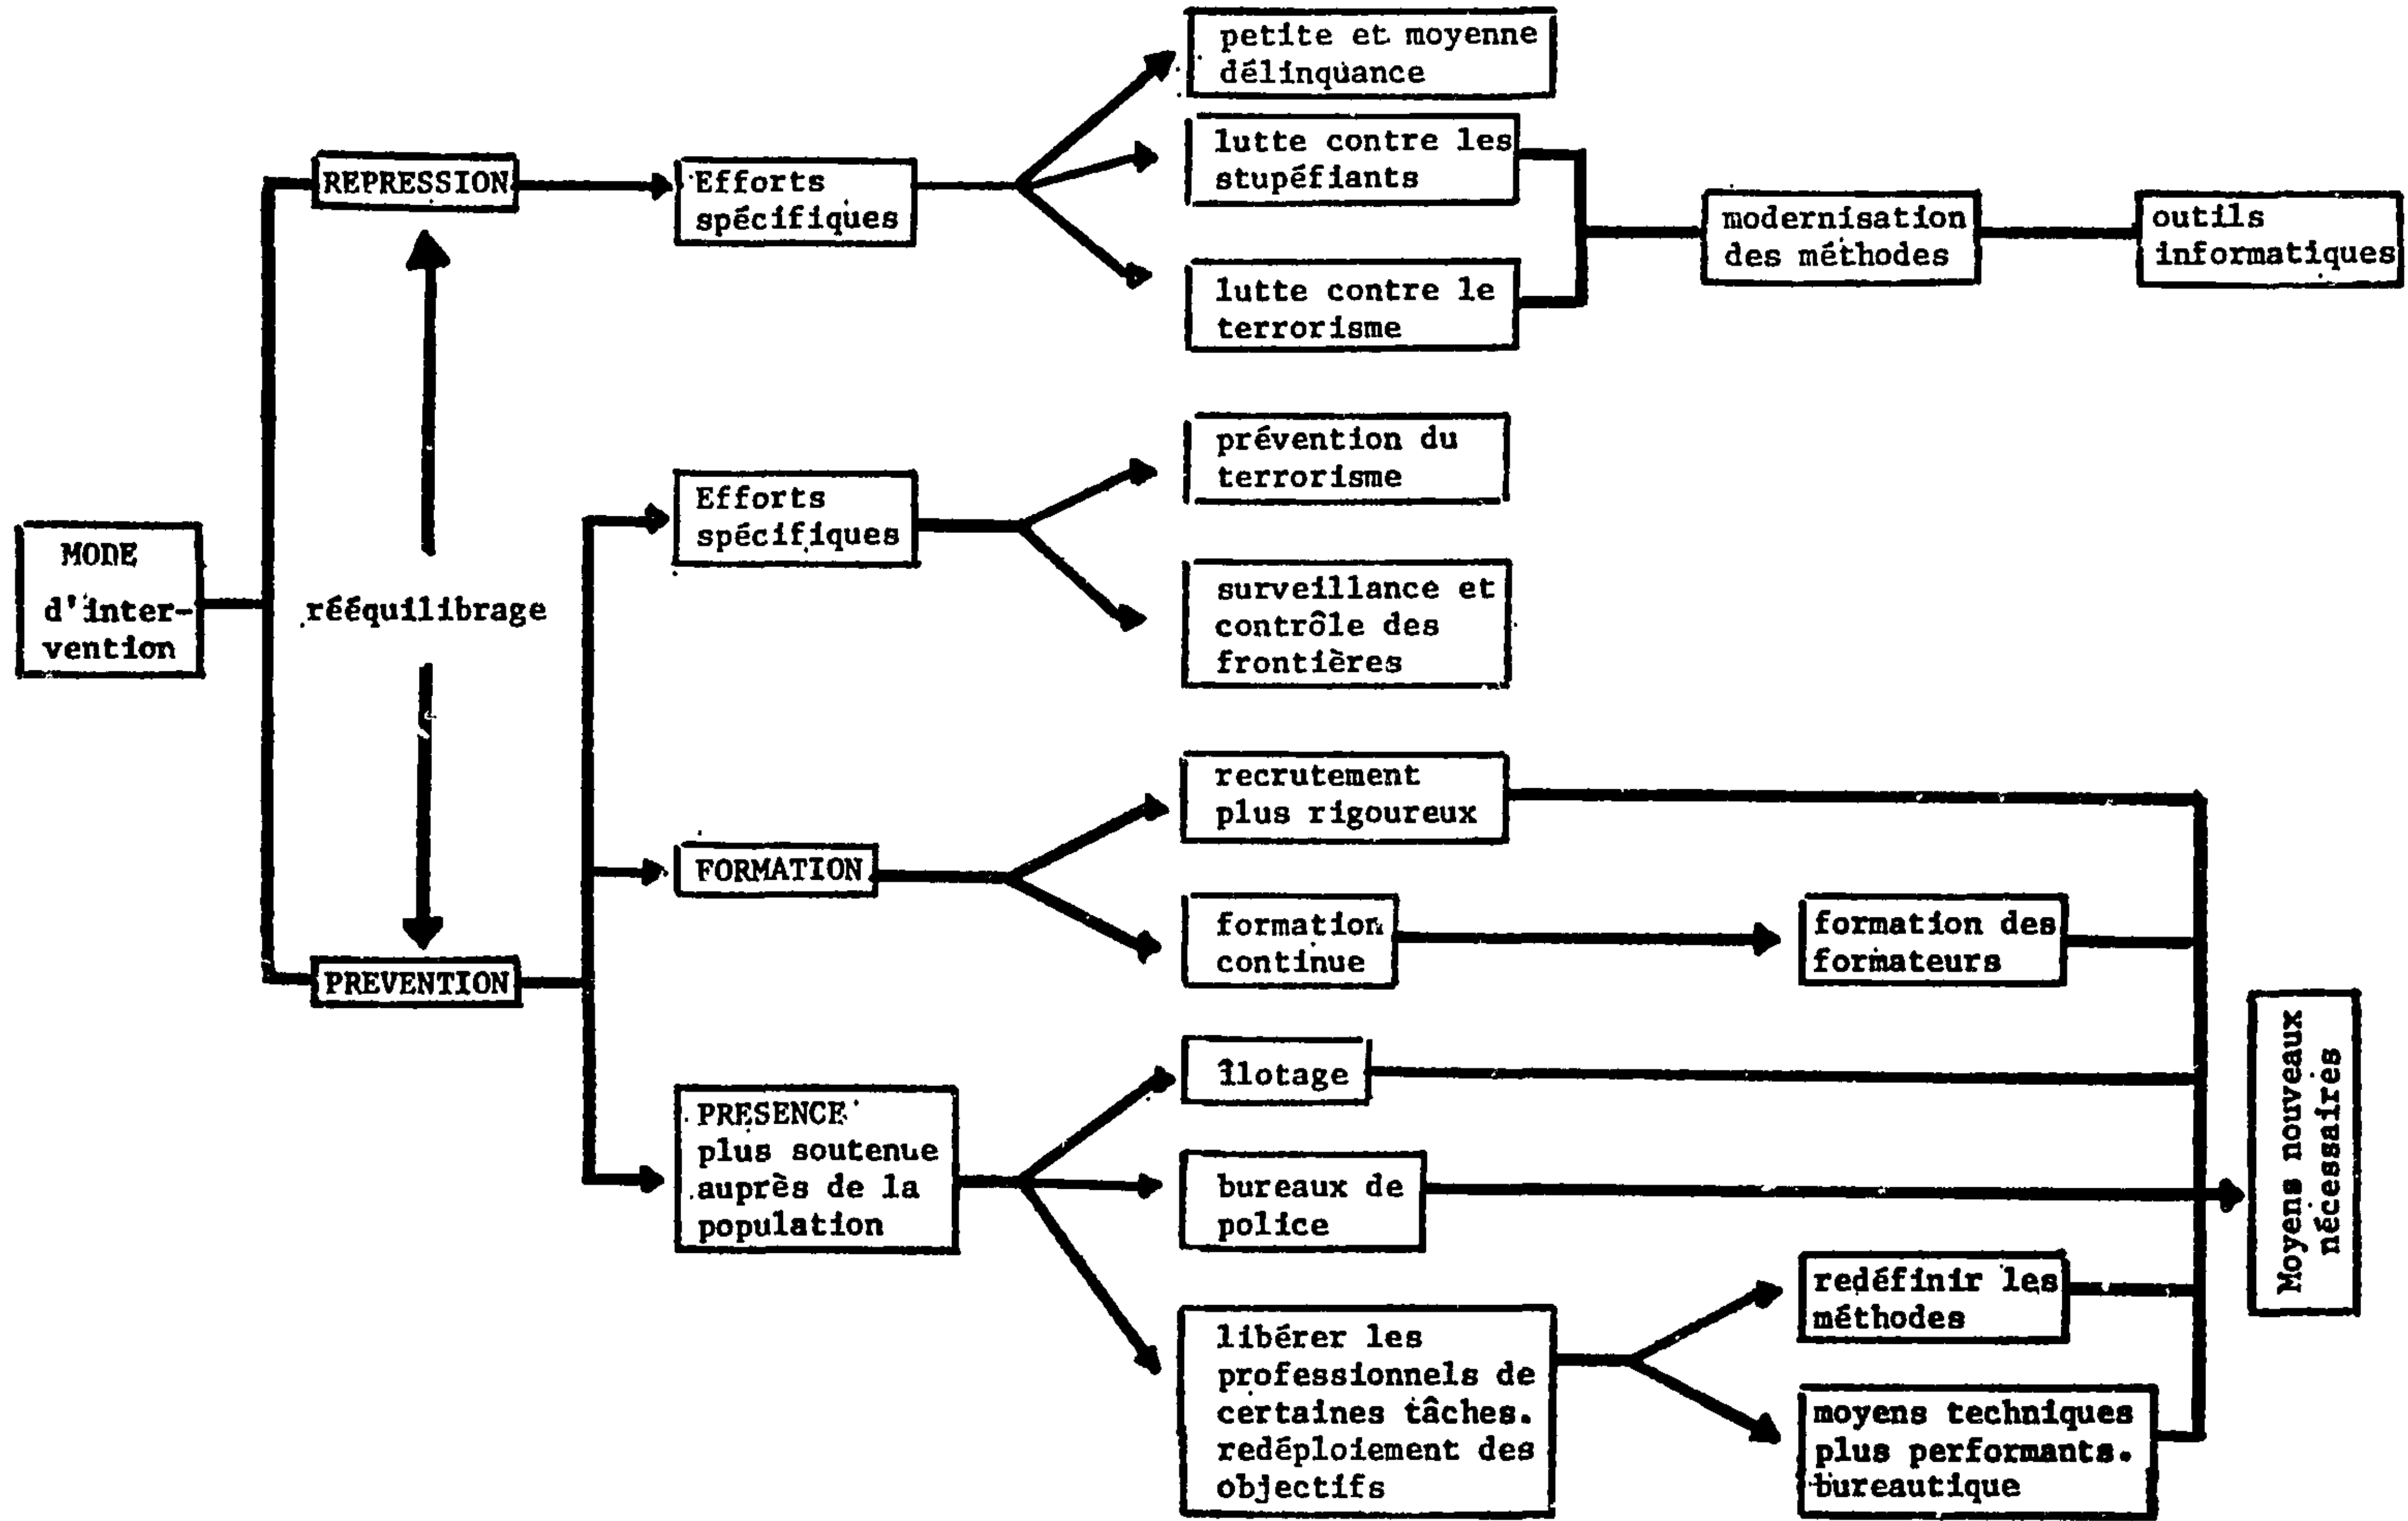 petite et moyenne
délinquance
lutte contre les
stupéfiants
REPRESSION
Efforts
spécifiques
modernisation
des méthodes
outils
informatiques
lutte contre le
terrorisme
prévention du
terrorisme
Efforts
spécifiques
MODE
d'inter-
vention
rééquilibrage
surveillance et
contrôle des
frontières
recrutement
plus rigoureux
FORMATION
formation
continue
formation des
formateurs
PREVENTION
îlotage
PRESENCE
plus soutenue
auprès de la
population
bureaux de
police
Moyens nouveaux
nécessaires
redéfinir les
méthodes
libérer les
professionnels de
certaines tâches.
redéploiement des
objectifs
moyens techniques
plus performants.
bureautique